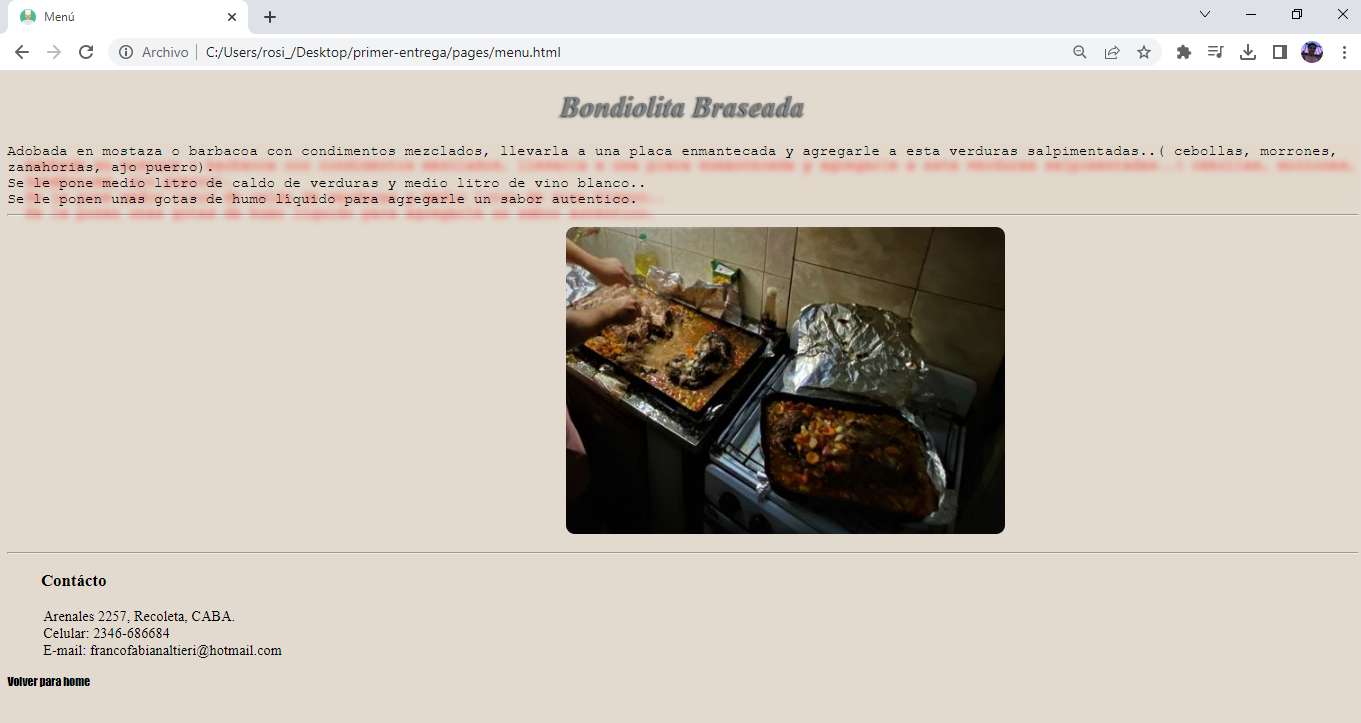 Menú
Archivo
C:/Users/rosi_/Desktop/primer-entrega/pages/menu.html
Bondiolita Braseada
Adobada en mostaza o barbacoa con condimentos mezclados, llevarla a una placa enmantecada y agregarle a esta verduras salpimentadas..( cebollas, morrones,
zanahorias, ajo puerro).
Se le pone medio litro de caldo de verduras y medio litro de vino blanco..
Se le ponen unas gotas de humo líquido para agregarle un sabor autentico.
Contácto
Arenales 2257, Recoleta, CABA.
Celular: 2346-686684
E-mail: francofabianaltieri@hotmail.com
Volver para home